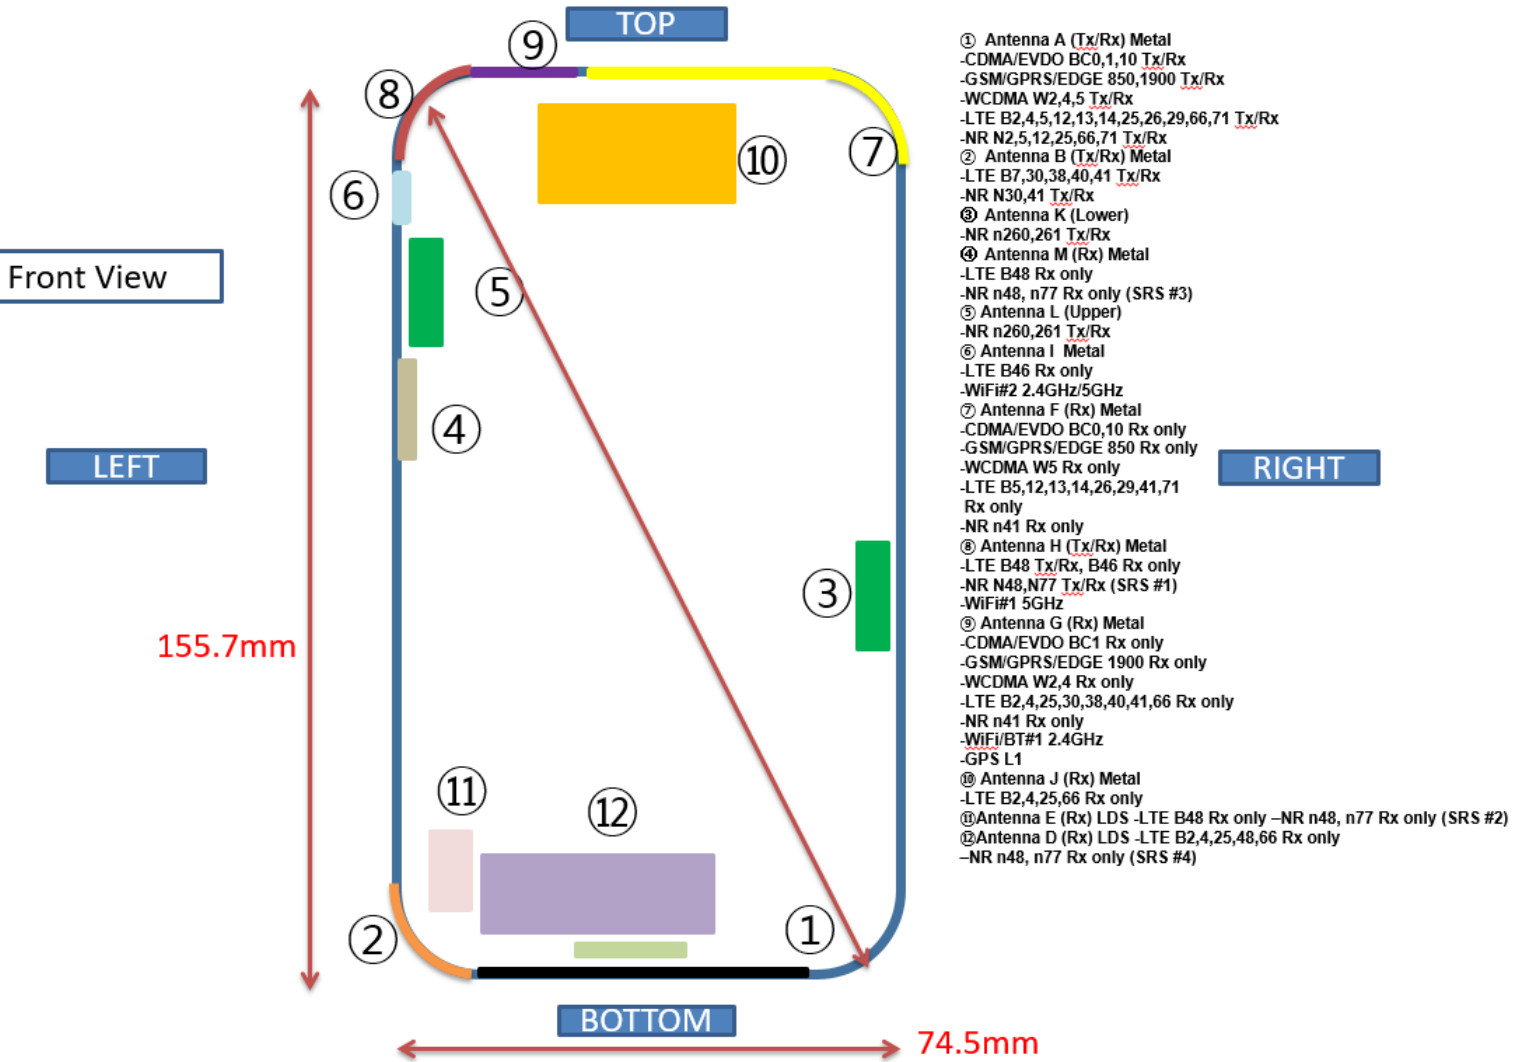 TOP
⑨
⑧
⑩
⑦
⑥
Front View
⑤
④
LEFT
RIGHT
③
155.7mm
⑪
⑫
①
②
BOTTOM
74.5mm
① Antenna A (Tx/Rx) Metal
-CDMA/EVDO BC0,1,10 Tx/Rx
-GSM/GPRS/EDGE 850,1900 Tx/Rx
-WCDMA W2,4,5 Tx/Rx
-LTE B2,4,5,12,13,14,25,26,29,66,71 Tx/Rx
-NR N2,5,12,25,66,71 Tx/Rx
② Antenna B (Tx/Rx) Metal
-LTE B7,30,38,40,41 Tx/Rx
-NR N30,41 Tx/Rx
③ Antenna K (Lower)
-NR n260,261 Tx/Rx
④ Antenna M (Rx) Metal
-LTE B48 Rx only
-NR n48, n77 Rx only (SRS #3)
⑤ Antenna L (Upper)
-NR n260,261 Tx/Rx
⑥ Antenna I Metal
-LTE B46 Rx only
-WiFi#2 2.4GHz/5GHz
⑦ Antenna F (Rx) Metal
-CDMA/EVDO BC0,10 Rx only
-GSM/GPRS/EDGE 850 Rx only
-WCDMA W5 Rx only
-LTE B5,12,13,14,26,29,41,71
Rx only
-NR n41 Rx only
⑧ Antenna H (Tx/Rx) Metal
-LTE B48 Tx/Rx, B46 Rx only
-NR N48,N77 Tx/Rx (SRS #1)
-WiFi#1 5GHz
⑨ Antenna G (Rx) Metal
-CDMA/EVDO BC1 Rx only
-GSM/GPRS/EDGE 1900 Rx only
-WCDMA W2,4 Rx only
-LTE B2,4,25,30,38,40,41,66 Rx only
-NR n41 Rx only
-WiFi/BT#1 2.4GHz
-GPS L1
⑩ Antenna J (Rx) Metal
-LTE B2,4,25,66 Rx only
⑪Antenna E (Rx) LDS -LTE B48 Rx only –NR n48, n77 Rx only (SRS #2)
⑫Antenna D (Rx) LDS -LTE B2,4,25,48,66 Rx only
–NR n48, n77 Rx only (SRS #4)